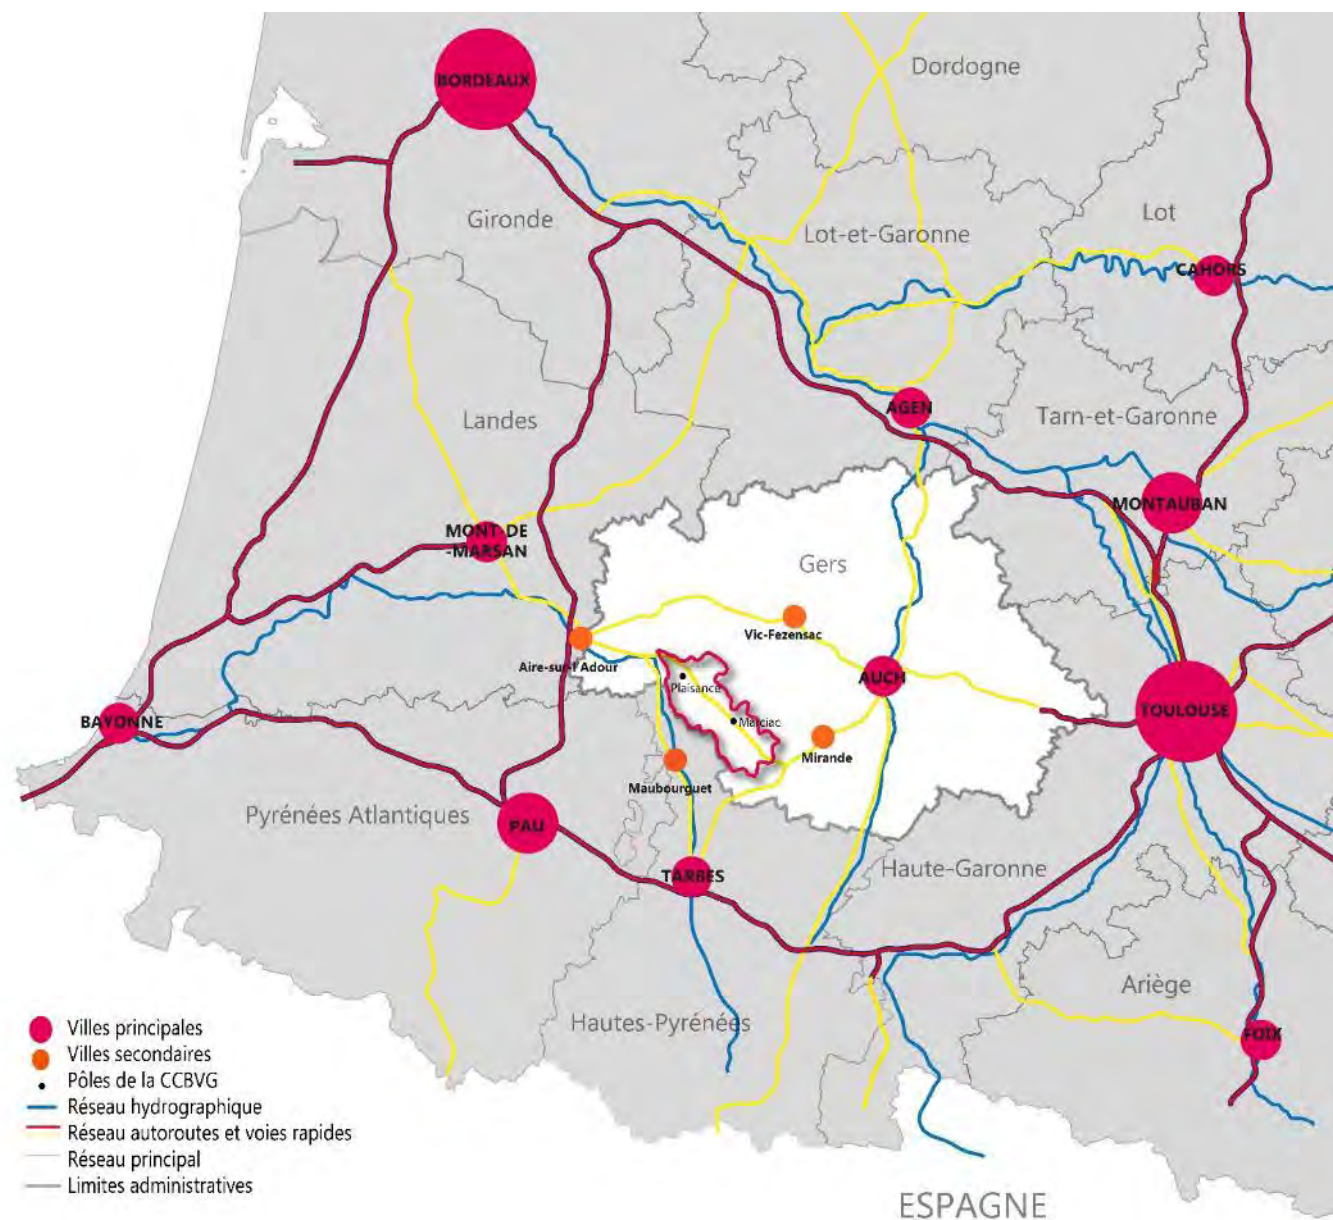 Dordogne
BORDEAUX
Gironde
Lot-et-Garonne
Lot
CAHORS
AGEN
Tarn-et-Garonne
Landes
MONTAUBAN
MONT-DE
-MARSAN
Gers
Vic-Fezensac
Aire-sur-l'Adour
Plaisance
AUCH
Marciac
BAYONNE
TOULOUSE
Mirande
Maubourguet
Pyrénées Atlantiques
PAU
TARBES
Haute-Garonne
Ariège
Hautes-Pyrénées
FOIX
Villes principales
Villes secondaires
Pôles de la CCBVG
Réseau hydrographique
Réseau autoroutes et voies rapides
Réseau principal
Limites administratives
ESPAGNE